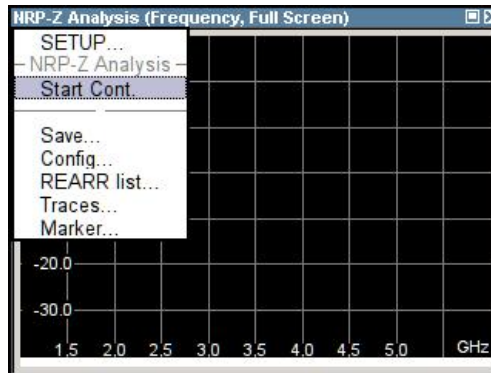 NRP-Z Analysis (Frequency, Full Screen)
SETUP...
NRP-Z Analysis
Start Cont.
Save...
Config...
REARR list...
Traces...
Marker...
-20.0
-30.0
1,5 2,0 2,5 3,0 3,5 4,0 4,5 5,0 GHz